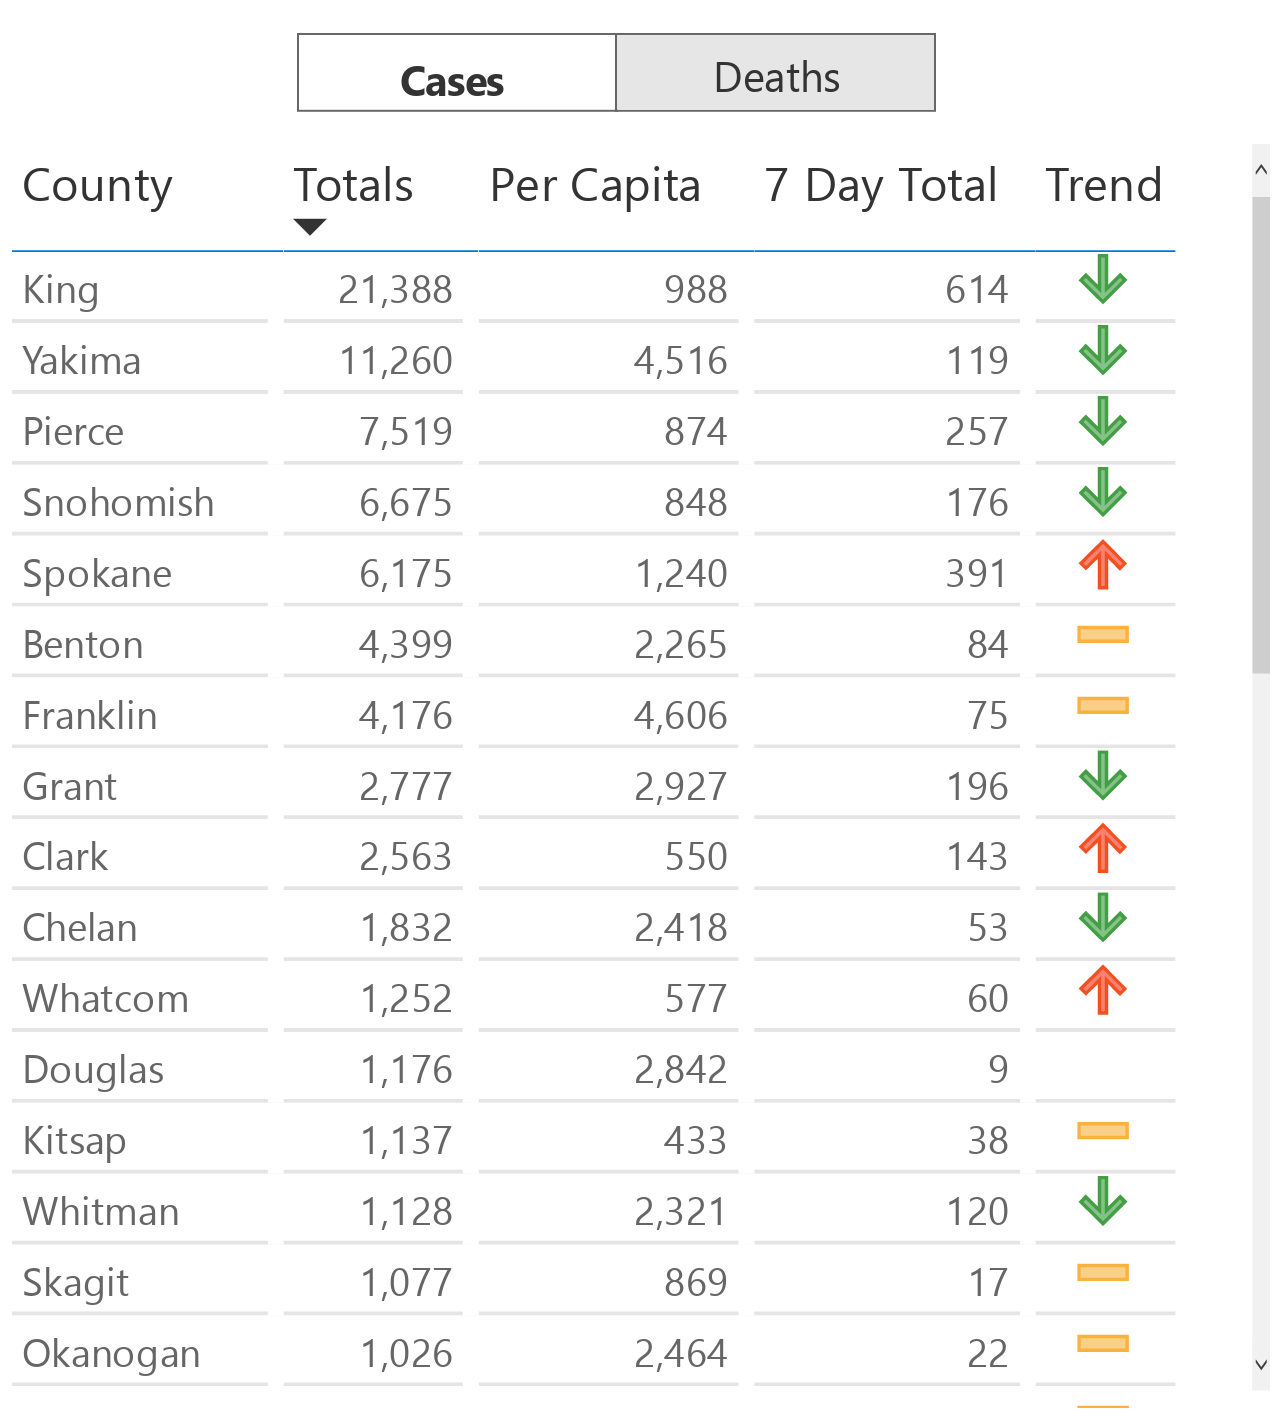 Cases Deaths
County Totals Per Capita 7 Day Total Trend
King 21,388 988 614
Yakima 11,260 4,516 119
Pierce 7,519 874 257
Snohomish 6,675 848 176
Spokane 6,175 1,240 391
Benton 4,399 2,265 84
Franklin 4,176 4,606 75
Grant 2,777 2,927 196
Clark 2,563 550 143
Chelan 1,832 2,418 53
Whatcom 1,252 577 60
Douglas 1,176 2,842 9
Kitsap 1,137 433 38
Whitman 1,128 2,321 120
Skagit 1,077 869 17
Okanogan 1,026 2,464 22